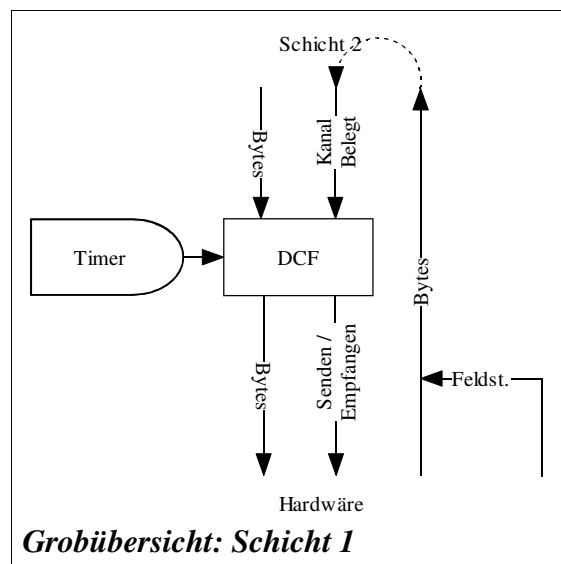 Schicht 2
Bytes
Kanal
Belegt
Timer
DCF
Bytes
Bytes
Senden /
Empfangen
Feldst.
Hardwäre
Grobübersicht: Schicht 1